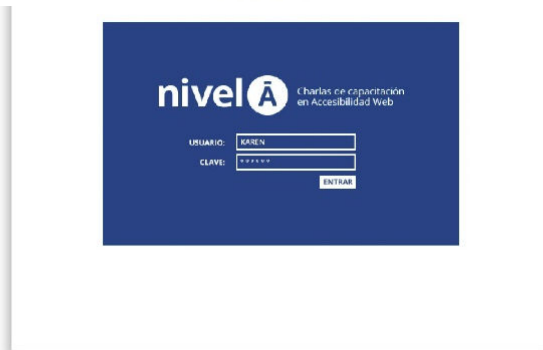 nivel Ā
Charlas de capacitación
en Accesibilidad Web
USUARIO: KAREN
CLAVE: ******
ENTRAR